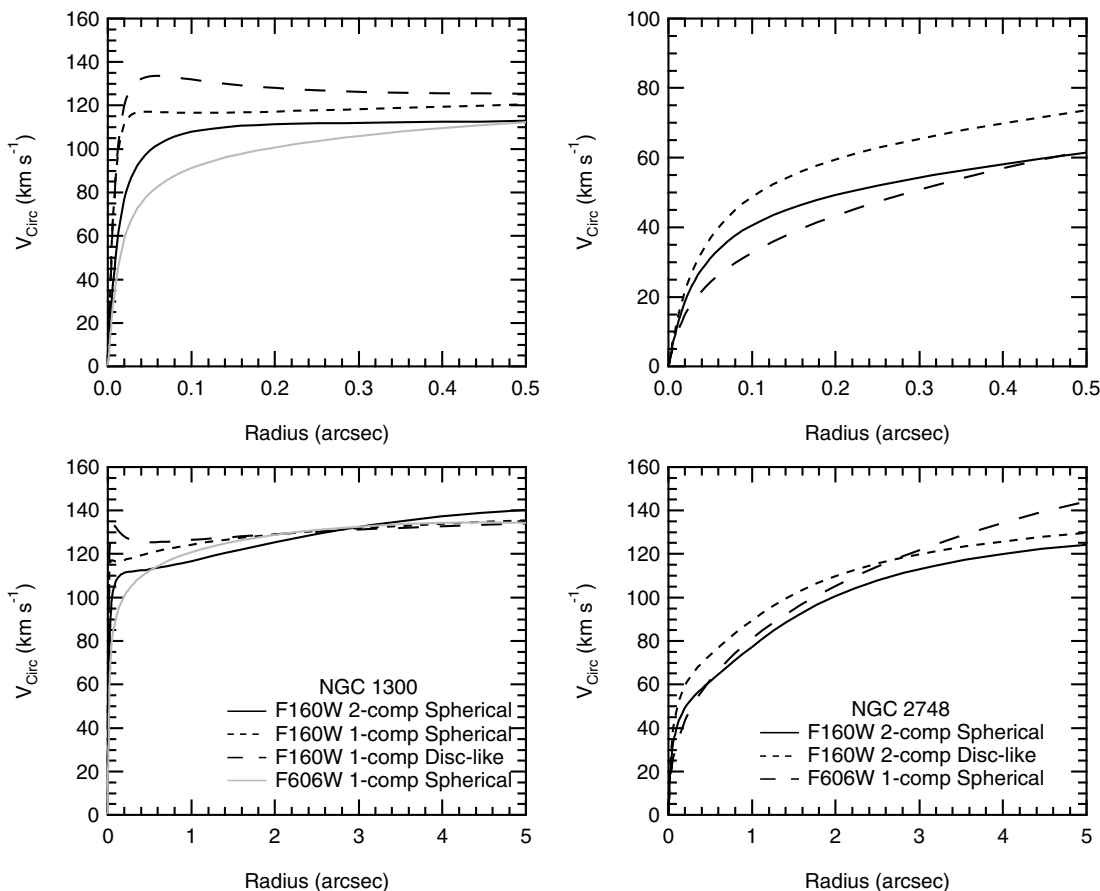 160
140
120
100
80
60
40
20
0
V_Circ (km s⁻¹)
0.0 0.1 0.2 0.3 0.4 0.5
Radius (arcsec)
100
80
60
40
20
0
V_Circ (km s⁻¹)
0.0 0.1 0.2 0.3 0.4 0.5
Radius (arcsec)
160
140
120
100
80
60
40
20
0
V_Circ (km s⁻¹)
NGC 1300
F160W 2-comp Spherical
F160W 1-comp Spherical
F160W 1-comp Disc-like
F606W 1-comp Spherical
0 1 2 3 4 5
Radius (arcsec)
160
140
120
100
80
60
40
20
0
V_Circ (km s⁻¹)
NGC 2748
F160W 2-comp Spherical
F160W 2-comp Disc-like
F606W 1-comp Spherical
0 1 2 3 4 5
Radius (arcsec)